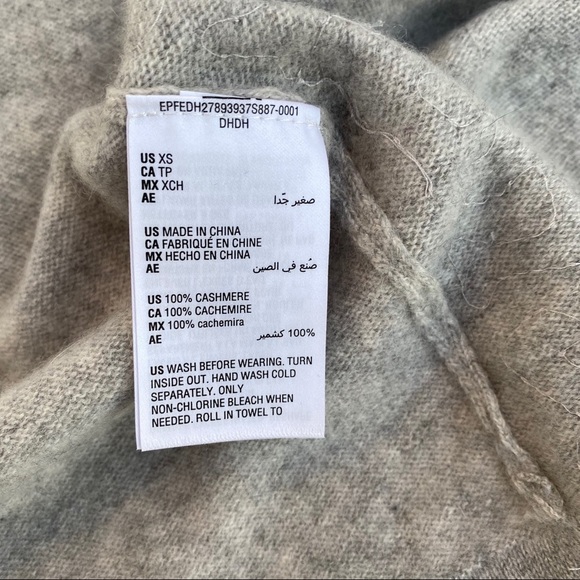 EPFEDH27893937S887-0001
DHDH
US XS
CA TP
MX XCH
AE صغير جًدا
US MADE IN CHINA
CA FABRIQUÉ EN CHINE
MX HECHO EN CHINA
AE صُنع في الصين
US 100% CASHMERE
CA 100% CACHEMIRE
MX 100% cachemira
AE 100% كشمير
US WASH BEFORE WEARING. TURN
INSIDE OUT. HAND WASH COLD
SEPARATELY. ONLY
NON-CHLORINE BLEACH WHEN
NEEDED. ROLL IN TOWEL TO